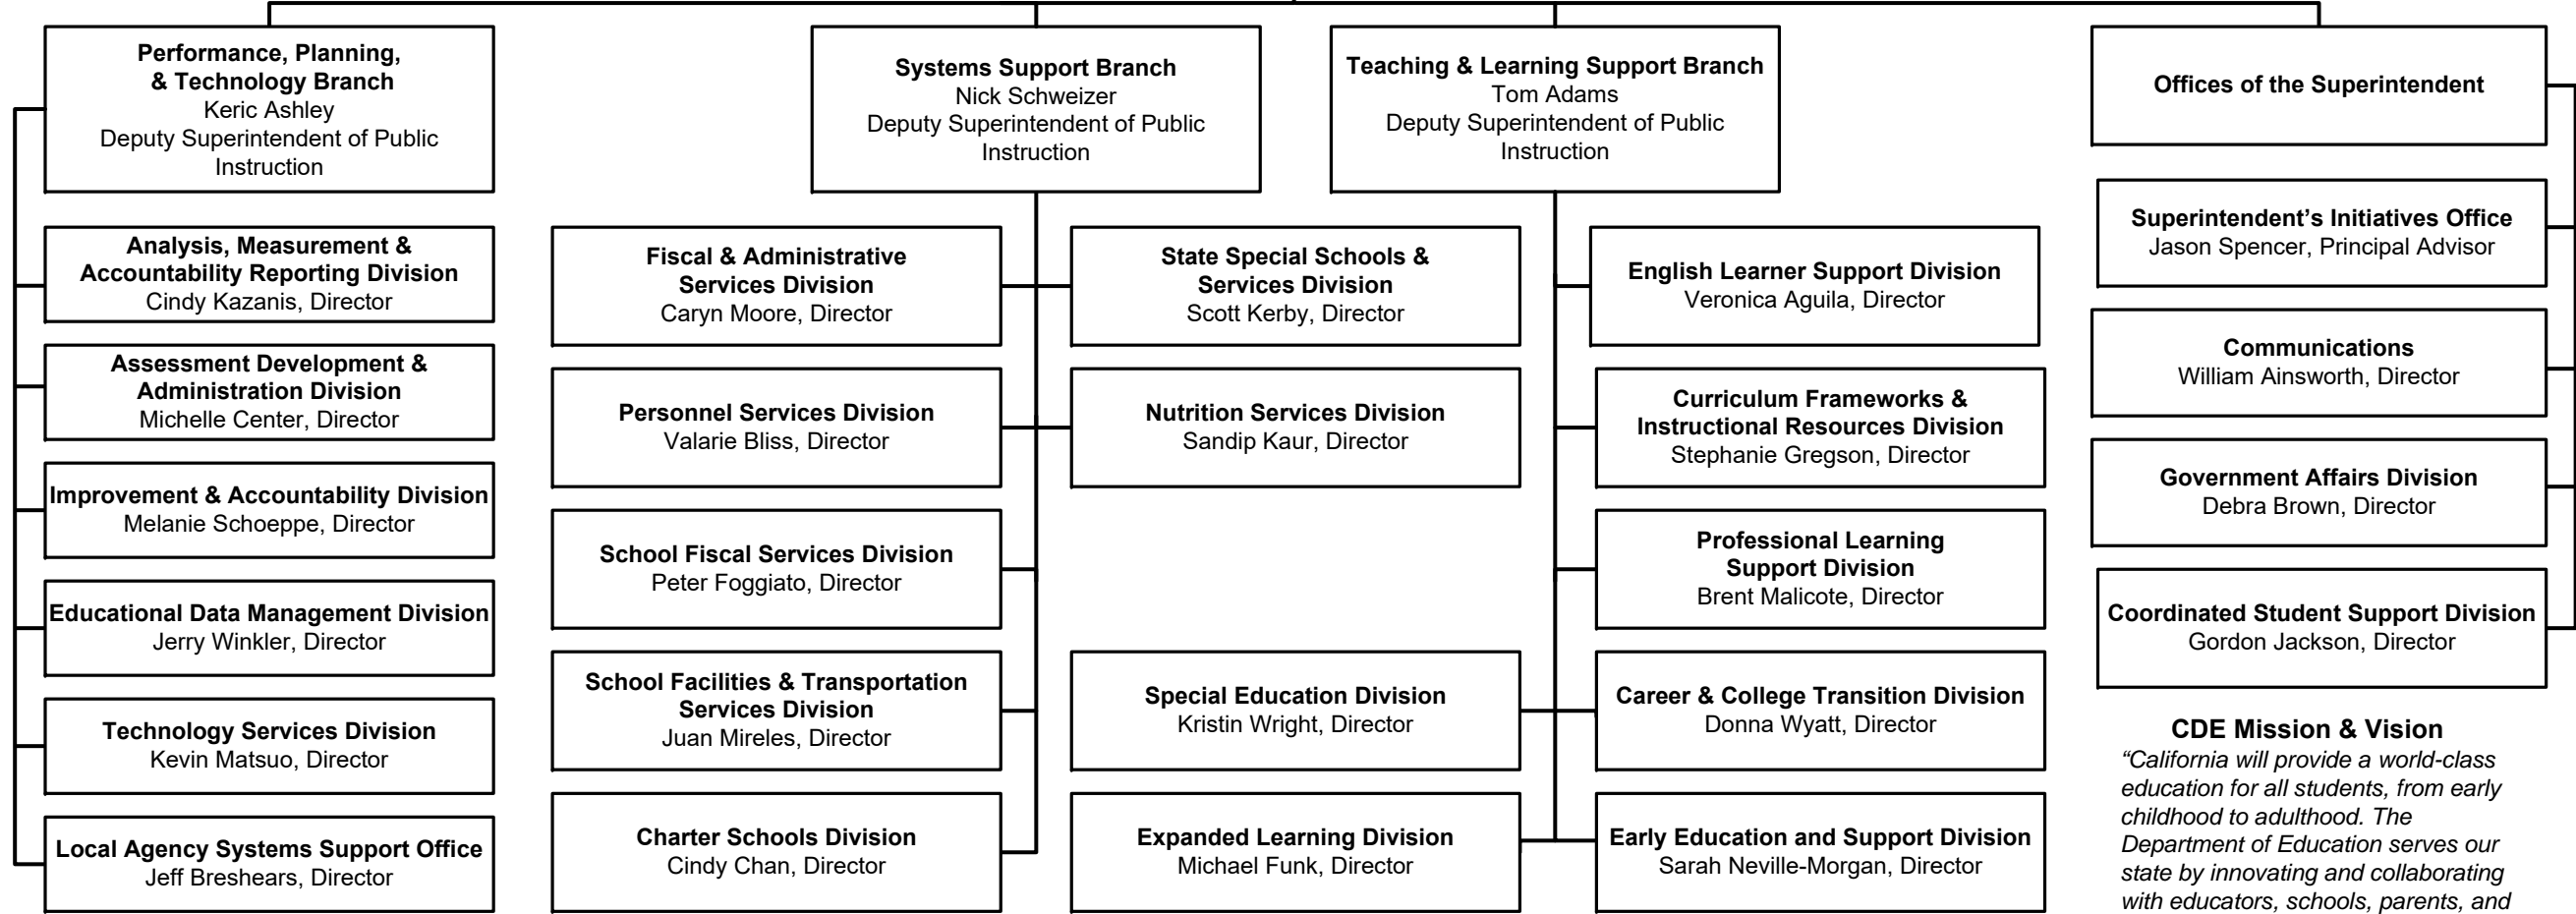 Performance, Planning,
& Technology Branch
Keric Ashley
Deputy Superintendent of Public
Instruction
Systems Support Branch
Nick Schweizer
Deputy Superintendent of Public
Instruction
Teaching & Learning Support Branch
Tom Adams
Deputy Superintendent of Public
Instruction
Offices of the Superintendent
Analysis, Measurement &
Accountability Reporting Division
Cindy Kazanis, Director
Assessment Development &
Administration Division
Michelle Center, Director
Improvement & Accountability Division
Melanie Schoeppe, Director
Educational Data Management Division
Jerry Winkler, Director
Technology Services Division
Kevin Matsuo, Director
Local Agency Systems Support Office
Jeff Breshears, Director
Fiscal & Administrative
Services Division
Caryn Moore, Director
Personnel Services Division
Valarie Bliss, Director
School Fiscal Services Division
Peter Foggiato, Director
School Facilities & Transportation
Services Division
Juan Mireles, Director
Charter Schools Division
Cindy Chan, Director
State Special Schools &
Services Division
Scott Kerby, Director
Nutrition Services Division
Sandip Kaur, Director
Special Education Division
Kristin Wright, Director
Expanded Learning Division
Michael Funk, Director
English Learner Support Division
Veronica Aguila, Director
Curriculum Frameworks &
Instructional Resources Division
Stephanie Gregson, Director
Professional Learning
Support Division
Brent Malicote, Director
Career & College Transition Division
Donna Wyatt, Director
Early Education and Support Division
Sarah Neville-Morgan, Director
Superintendent’s Initiatives Office
Jason Spencer, Principal Advisor
Communications
William Ainsworth, Director
Government Affairs Division
Debra Brown, Director
Coordinated Student Support Division
Gordon Jackson, Director
CDE Mission & Vision
“California will provide a world-class
education for all students, from early
childhood to adulthood. The
Department of Education serves our
state by innovating and collaborating
with educators, schools, parents, and